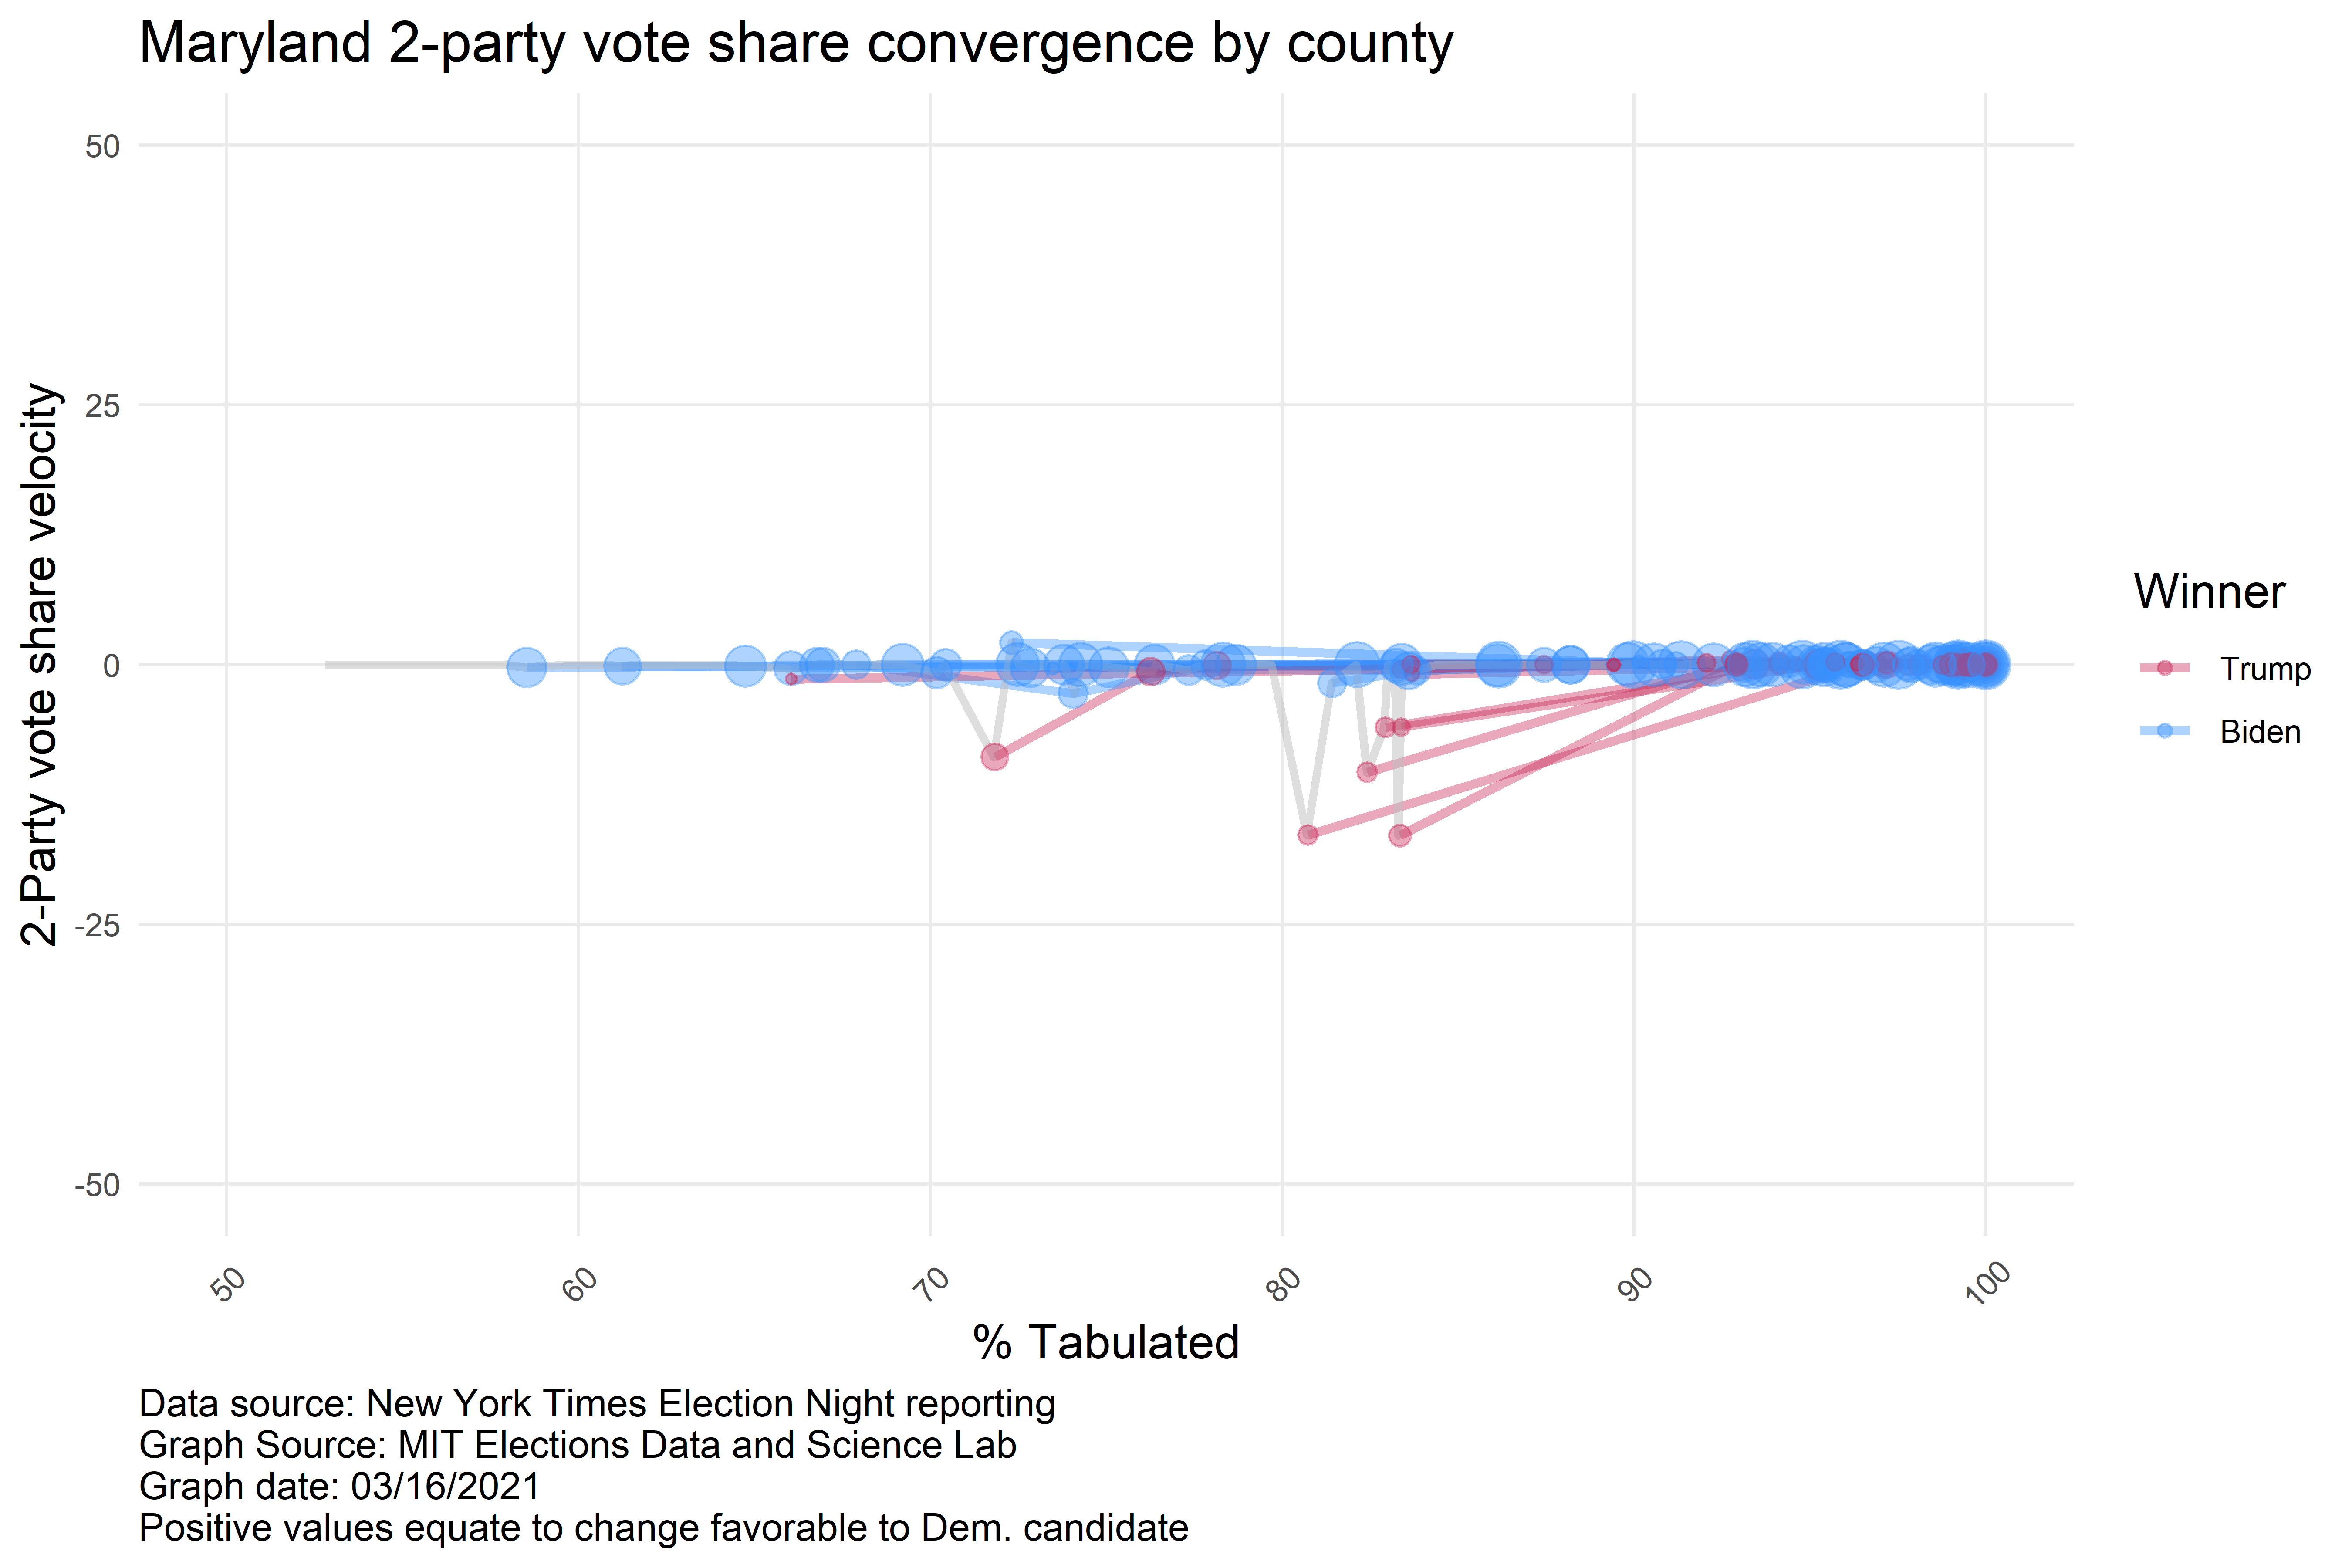 Maryland 2-party vote share convergence by county
2-Party vote share velocity
50
25
0
-25
-50
50
60
70
80
90
100
% Tabulated
Winner
Trump
Biden
Data source: New York Times Election Night reporting
Graph Source: MIT Elections Data and Science Lab
Graph date: 03/16/2021
Positive values equate to change favorable to Dem. candidate